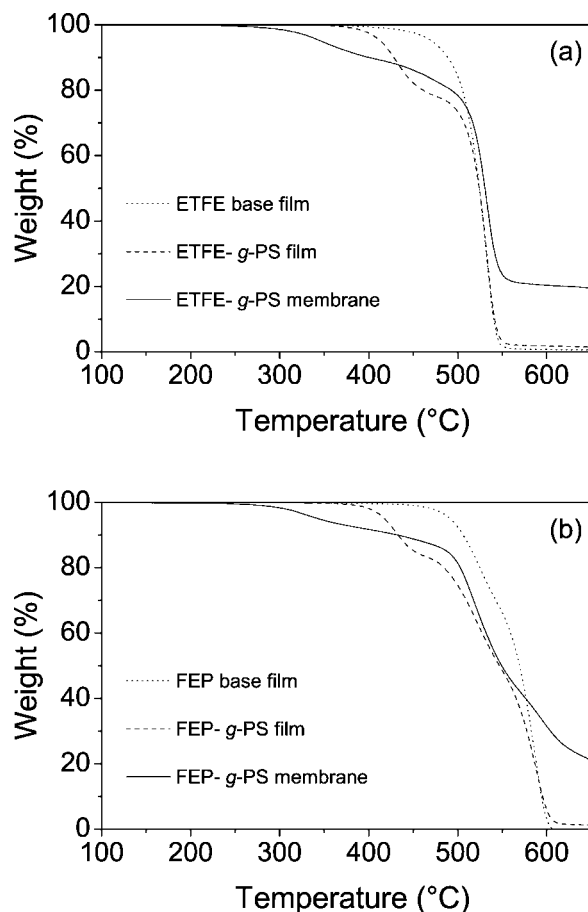 (a)
100
80
60
40
20
0
Weight (%)
ETFE base film
ETFE- g-PS film
ETFE- g-PS membrane
100 200 300 400 500 600
Temperature (°C)
(b)
100
80
60
40
20
0
Weight (%)
FEP base film
FEP- g-PS film
FEP- g-PS membrane
100 200 300 400 500 600
Temperature (°C)